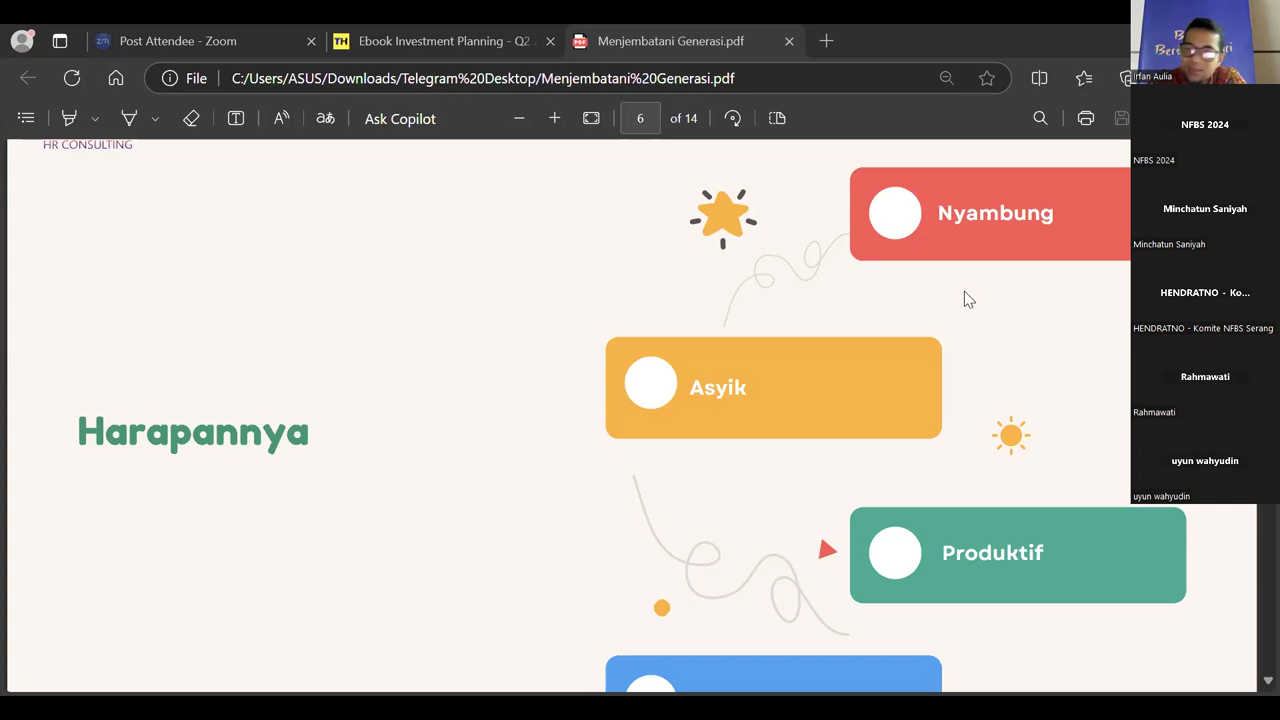 Post Attendee - Zoom
Ebook Investment Planning - Q2
Menjembatani Generasi.pdf
File
C:/Users/ASUS/Downloads/Telegram%20Desktop/Menjembatani%20Generasi.pdf
Ask Copilot
6
of 14
HR CONSULTING
Nyambung
Asyik
Harapannya
Produktif
Irfan Aulia
NFBS 2024
NFBS 2024
Minchatun Saniyah
Minchatun Saniyah
HENDRATNO - Ko...
HENDRATNO - Komite NFBS Serang
Rahmawati
Rahmawati
uyun wahyudin
uyun wahyudin